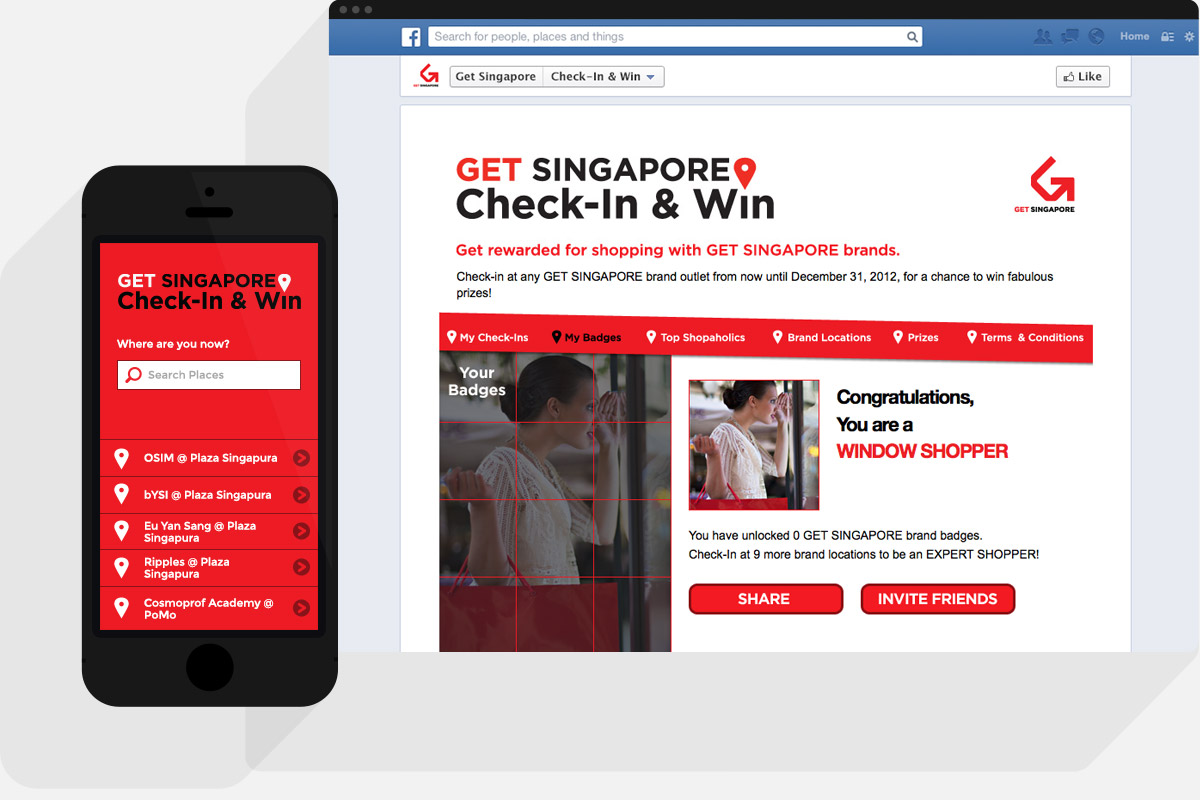 Search for people, places and things
Home
GET SINGAPORE
Get Singapore
Check-In & Win
Like
GET SINGAPORE
Check-In & Win
GET SINGAPORE
Get rewarded for shopping with GET SINGAPORE brands.
Check-in at any GET SINGAPORE brand outlet from now until December 31, 2012, for a chance to win fabulous
prizes!
My Check-Ins
My Badges
Top Shopaholics
Brand Locations
Prizes
Terms & Conditions
Your
Badges
Congratulations,
You are a
WINDOW SHOPPER
You have unlocked 0 GET SINGAPORE brand badges.
Check-In at 9 more brand locations to be an EXPERT SHOPPER!
SHARE
INVITE FRIENDS
GET SINGAPORE
Check-In & Win
Where are you now?
Search Places
OSIM @ Plaza Singapura
bYSI @ Plaza Singapura
Eu Yan Sang @ Plaza
Singapura
Ripples @ Plaza
Singapura
Cosmoprof Academy @
PoMo